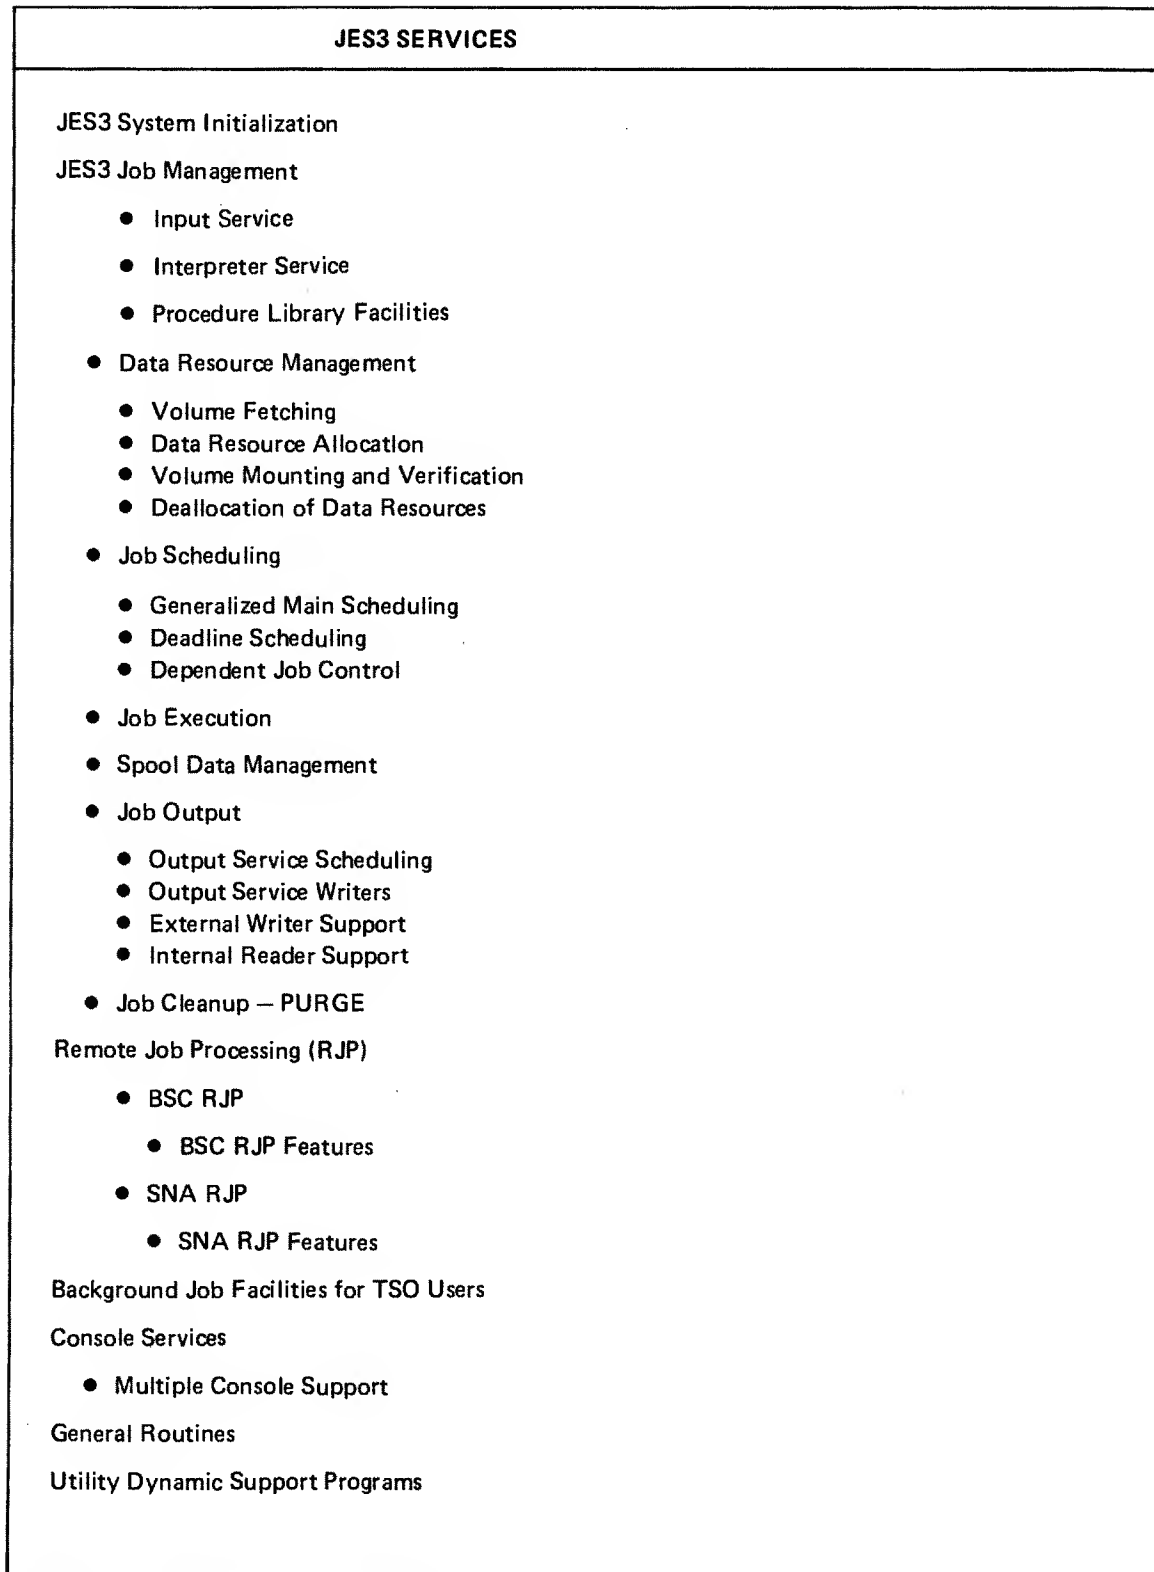 JES3 SERVICES
JES3 System Initialization
JES3 Job Management
● Input Service
● Interpreter Service
● Procedure Library Facilities
● Data Resource Management
● Volume Fetching
● Data Resource Allocation
● Volume Mounting and Verification
● Deallocation of Data Resources
● Job Scheduling
● Generalized Main Scheduling
● Deadline Scheduling
● Dependent Job Control
● Job Execution
● Spool Data Management
● Job Output
● Output Service Scheduling
● Output Service Writers
● External Writer Support
● Internal Reader Support
● Job Cleanup — PURGE
Remote Job Processing (RJP)
● BSC RJP
● BSC RJP Features
● SNA RJP
● SNA RJP Features
Background Job Facilities for TSO Users
Console Services
● Multiple Console Support
General Routines
Utility Dynamic Support Programs